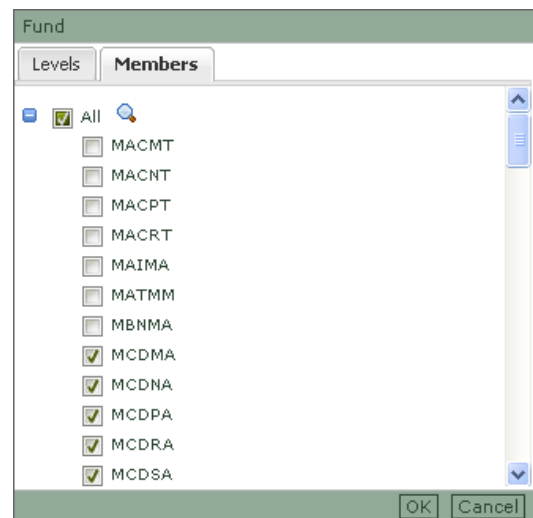 Fund
Levels Members
All
MACMT
MACNT
MACPT
MACRT
MAIMA
MATMM
MBNMA
MCDMA
MCDNA
MCDPA
MCDRA
MCDSA
OK Cancel